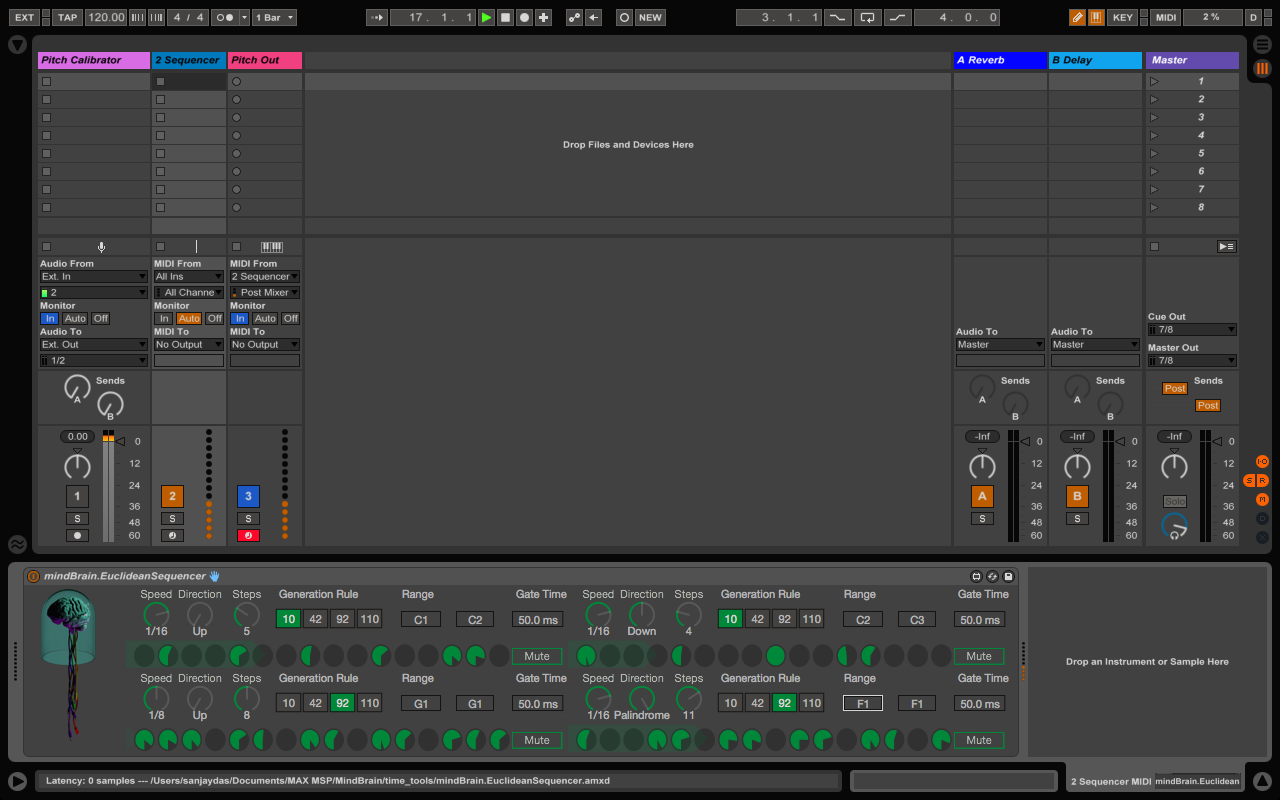 EXT TAP 120.00 4 / 4 1 Bar 17. 1. 1 NEW 3. 1. 1 4. 0. 0 KEY MIDI 2 % D
Pitch Calibrator 2 Sequencer Pitch Out A Reverb B Delay Master
1
2
3
4
5
6
7
8
Drop Files and Devices Here
Audio From MIDI From MIDI From
Ext. In All Ins 2 Sequencer
2 All Channe Post Mixer
Monitor Monitor Monitor
In Auto Off In Auto Off In Auto Off
Audio To MIDI To MIDI To
Ext. Out No Output No Output
1/2
Audio To Audio To
Master Master
Cue Out
7/8
Master Out
7/8
Sends Sends Sends Sends
A B A B A B Post Post
0.00 -Inf -Inf -Inf
0 12 24 36 48 60
0 12 24 36 48 60
0 12 24 36 48 60
0 12 24 36 48 60
1 2 3 A B Solo
S S S S S
I·O
S R
M
D
X
mindBrain.EuclideanSequencer
Speed Direction Steps Generation Rule Range Gate Time
1/16 Up 5 10 42 92 110 C1 C2 50.0 ms
Mute
Speed Direction Steps Generation Rule Range Gate Time
1/16 Down 4 10 42 92 110 C2 C3 50.0 ms
Mute
Generation Rule Range Gate Time
1/8 Up 8 10 42 92 110 G1 G1 50.0 ms
Mute
Generation Rule Range Gate Time
1/16 Palindrome 11 10 42 92 110 F1 F1 50.0 ms
Mute
Drop an Instrument or Sample Here
Latency: 0 samples --- /Users/sanjaydas/Documents/MAX MSP/MindBrain/time_tools/mindBrain.EuclideanSequencer.amxd
2 Sequencer MIDI mindBrain.Euclidean